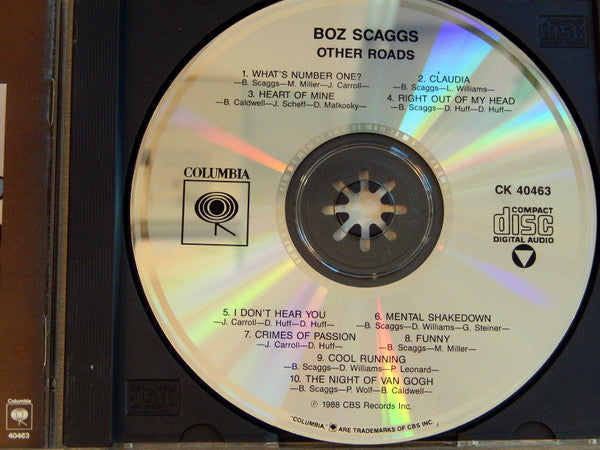 BOZ SCAGGS
OTHER ROADS
1. WHAT'S NUMBER ONE?
—B. Scaggs—M. Miller—J. Carroll—
2. CLAUDIA
—B. Scaggs—L. Williams—
3. HEART OF MINE
—B. Caldwell—J. Scheff—D. Matkosky—
4. RIGHT OUT OF MY HEAD
—B. Scaggs—D. Huff—D. Huff—
COLUMBIA
CK 40463
COMPACT
disc
DIGITAL AUDIO
5. I DON'T HEAR YOU
—J. Carroll—D. Huff—D. Huff—
6. MENTAL SHAKEDOWN
—B. Scaggs—D. Williams—G. Steiner—
7. CRIMES OF PASSION
—J. Carroll—D. Huff—
8. FUNNY
—B. Scaggs—M. Miller—
9. COOL RUNNING
—B. Scaggs—D. Williams—P. Leonard—
10. THE NIGHT OF VAN GOGH
—B. Scaggs—P. Wolf—B. Caldwell—
℗ 1988 CBS Records Inc.
"COLUMBIA," ARE TRADEMARKS OF CBS INC.
Columbia
40463
disc
disc